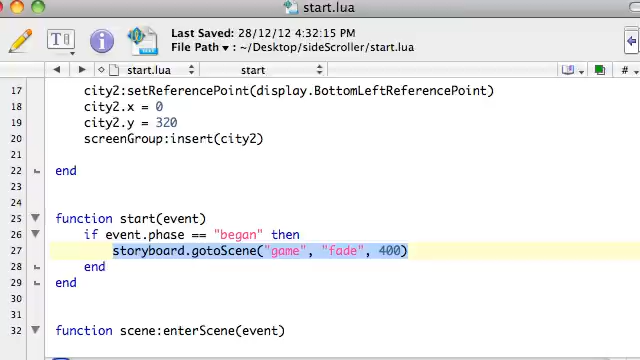 start.lua
Last Saved: 28/12/12 4:32:15 PM
File Path ▾: ~/Desktop/sideScroller/start.lua
T
i
LUA
start.lua
start
#
17 city2:setReferencePoint(display.BottomLeftReferencePoint)
18 city2.x = 0
19 city2.y = 320
20 screenGroup:insert(city2)
21
22 end
23
24
25 function start(event)
26 if event.phase == "began" then
27 storyboard.gotoScene("game", "fade", 400)
28 end
29 end
30
31
32 function scene:enterScene(event)